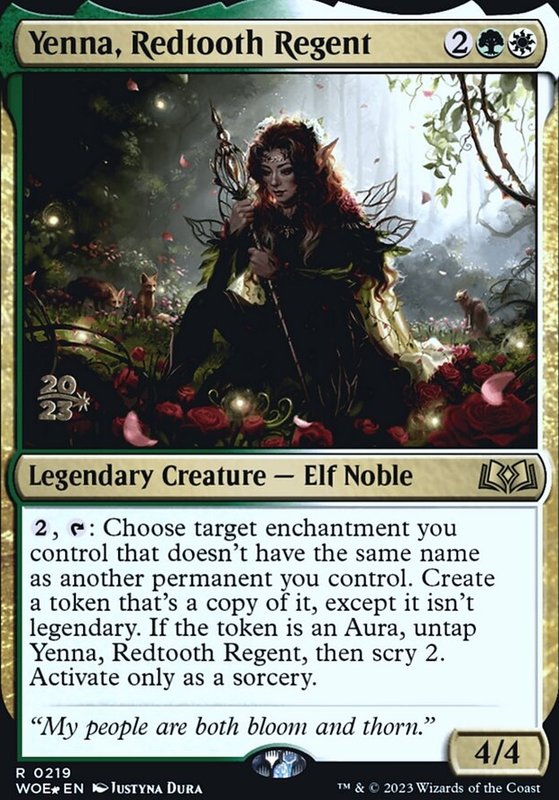 Yenna, Redtooth Regent 2
20
23
Legendary Creature — Elf Noble
2, : Choose target enchantment you
control that doesn't have the same name
as another permanent you control. Create
a token that's a copy of it, except it isn't
legendary. If the token is an Aura, untap
Yenna, Redtooth Regent, then scry 2.
Activate only as a sorcery.
“My people are both bloom and thorn.”
4/4
R 0219
WOE★EN Justyna Dura
™ & © 2023 Wizards of the Coast